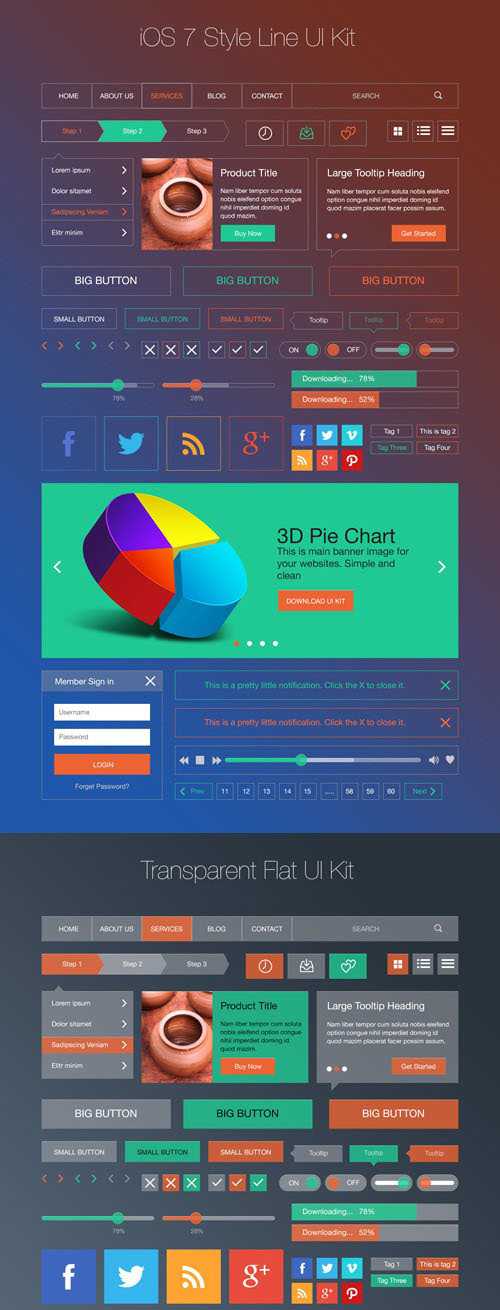 iOS 7 Style Line UI Kit
HOME ABOUT US SERVICES BLOG CONTACT SEARCH
Step 1 Step 2 Step 3
Lorem ipsum
Dolor sitamet
Sadipscing Veniam
Elitr minim
Product Title
Nam liber tempor cum soluta
nobis eleifend option congue
nihil imperdiet doming id
quod mazim.
Buy Now
Large Tooltip Heading
Nam liber tempor cum soluta nobis eleifend
option congue nihil imperdiet doming id
quod mazim placerat facer possim assum.
Get Started
BIG BUTTON BIG BUTTON BIG BUTTON
SMALL BUTTON SMALL BUTTON SMALL BUTTON Tooltip Tooltip Tooltip
ON OFF
78% 28%
Downloading... 78%
Downloading... 52%
f g+
f v
g+
Tag 1 This is tag 2
Tag Three Tag Four
3D Pie Chart
This is main banner image for
your websites. Simple and
clean
DOWNLOAD UI KIT
Member Sign in
Username
Password
LOGIN
Forget Password?
This is a pretty little notification. Click the X to close it.
This is a pretty little notification. Click the X to close it.
Prev 11 12 13 14 15 ..... 58 59 60 Next
Transparent Flat UI Kit
HOME ABOUT US SERVICES BLOG CONTACT SEARCH
Step 1 Step 2 Step 3
Lorem ipsum
Dolor sitamet
Sadipscing Veniam
Elitr minim
Product Title
Nam liber tempor cum soluta
nobis eleifend option congue
nihil imperdiet doming id
quod mazim.
Buy Now
Large Tooltip Heading
Nam liber tempor cum soluta nobis eleifend
option congue nihil imperdiet doming id
quod mazim placerat facer possim assum.
Get Started
BIG BUTTON BIG BUTTON BIG BUTTON
SMALL BUTTON SMALL BUTTON SMALL BUTTON Tooltip Tooltip Tooltip
ON OFF
78% 28%
Downloading... 78%
Downloading... 52%
f g+
f v
g+
Tag 1 This is tag 2
Tag Three Tag Four